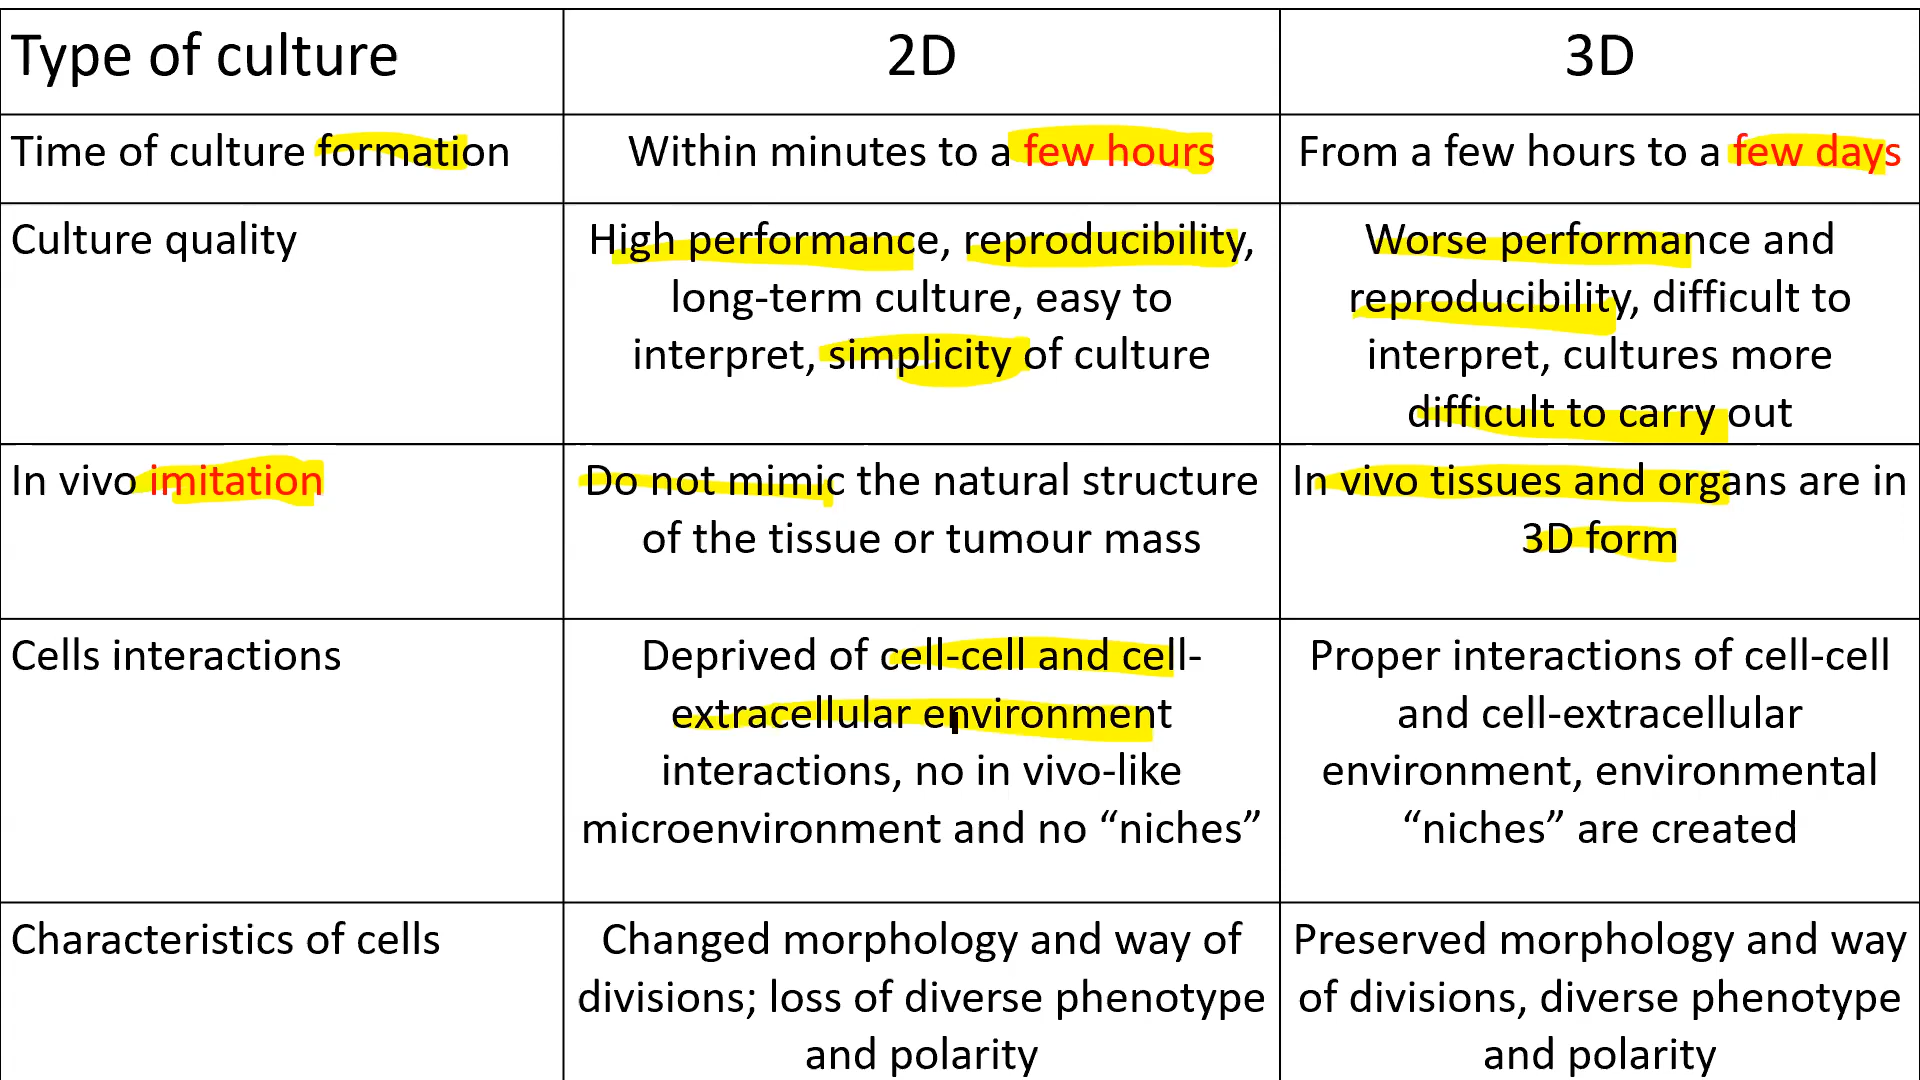 Type of culture
2D
3D
Time of culture formation
Within minutes to a few hours
From a few hours to a few days
Culture quality
High performance, reproducibility,
long-term culture, easy to
interpret, simplicity of culture
Worse performance and
reproducibility, difficult to
interpret, cultures more
difficult to carry out
In vivo imitation
Do not mimic the natural structure
of the tissue or tumour mass
In vivo tissues and organs are in
3D form
Cells interactions
Deprived of cell-cell and cell-
extracellular environment
interactions, no in vivo-like
microenvironment and no “niches”
Proper interactions of cell-cell
and cell-extracellular
environment, environmental
“niches” are created
Characteristics of cells
Changed morphology and way of
divisions; loss of diverse phenotype
and polarity
Preserved morphology and way
of divisions, diverse phenotype
and polarity